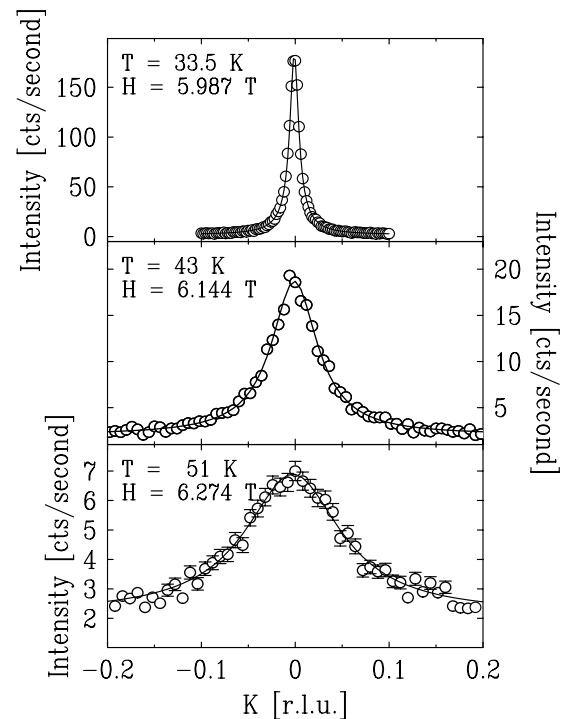 T = 33.5 K
H = 5.987 T
150
100
50
0
Intensity [cts/second]
T = 43 K
H = 6.144 T
20
15
10
5
Intensity [cts/second]
T = 51 K
H = 6.274 T
7
6
5
4
3
2
Intensity [cts/second]
−0.2 −0.1 0 0.1 0.2
K [r.l.u.]